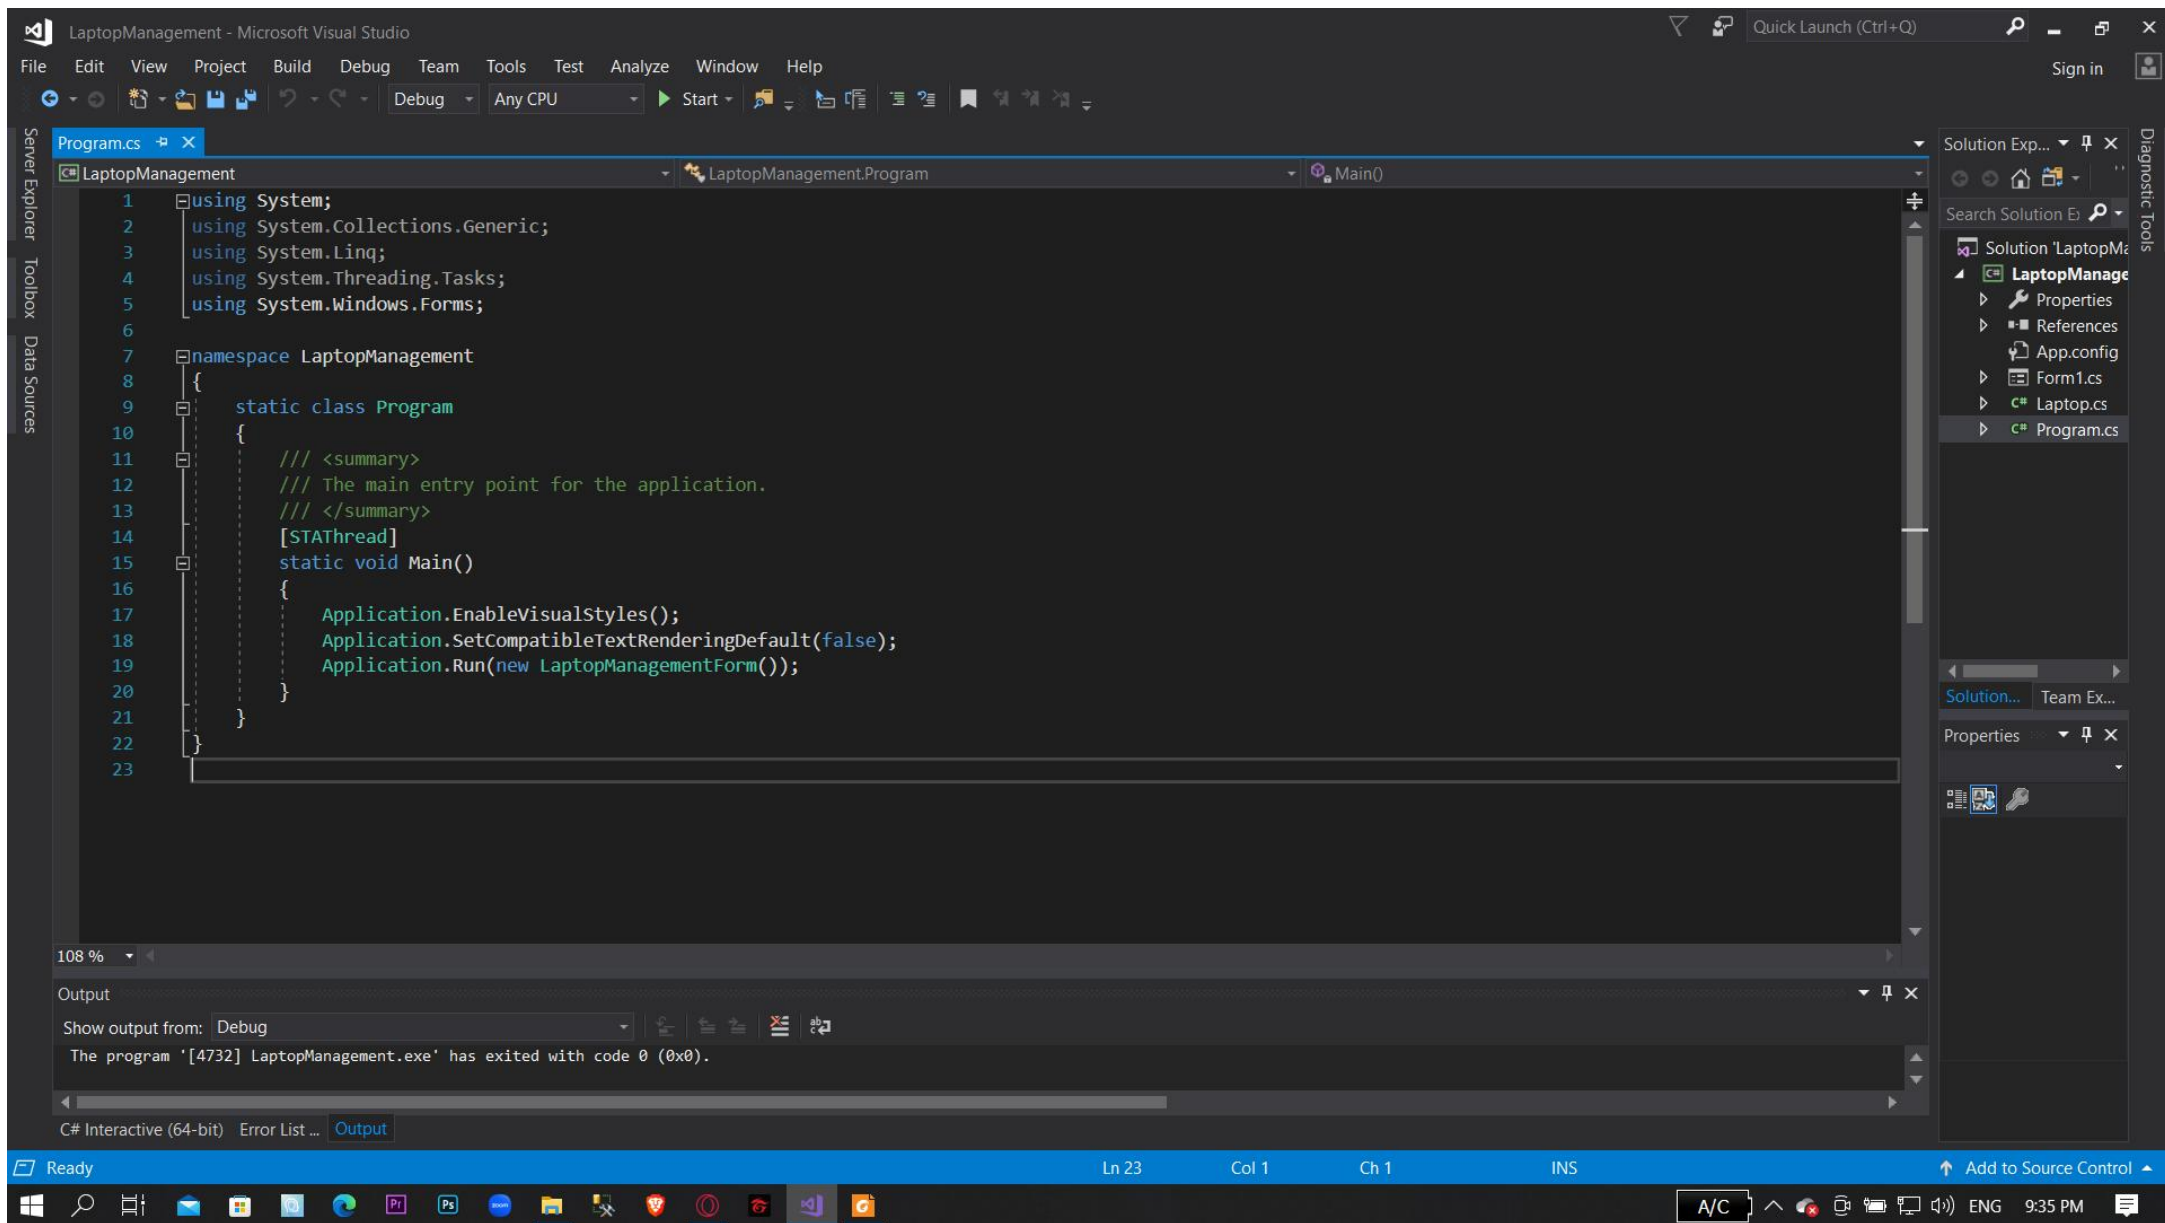 LaptopManagement - Microsoft Visual Studio
Quick Launch (Ctrl+Q)
File Edit View Project Build Debug Team Tools Test Analyze Window Help
Sign in
Debug Any CPU Start
Server Explorer
Toolbox
Data Sources
Program.cs
LaptopManagement LaptopManagement.Program Main()
1 using System;
2 using System.Collections.Generic;
3 using System.Linq;
4 using System.Threading.Tasks;
5 using System.Windows.Forms;
6
7 namespace LaptopManagement
8 {
9 static class Program
10 {
11 /// <summary>
12 /// The main entry point for the application.
13 /// </summary>
14 [STAThread]
15 static void Main()
16 {
17 Application.EnableVisualStyles();
18 Application.SetCompatibleTextRenderingDefault(false);
19 Application.Run(new LaptopManagementForm());
20 }
21 }
22 }
23
108 %
Output
Show output from: Debug
The program '[4732] LaptopManagement.exe' has exited with code 0 (0x0).
C# Interactive (64-bit) Error List ... Output
Solution Exp...
Search Solution E
Solution 'LaptopMa
LaptopManage
Properties
References
App.config
Form1.cs
C# Laptop.cs
C# Program.cs
Solution... Team Ex...
Properties
Diagnostic Tools
Ready Ln 23 Col 1 Ch 1 INS Add to Source Control
Pr Ps zoom
A/C ENG 9:35 PM